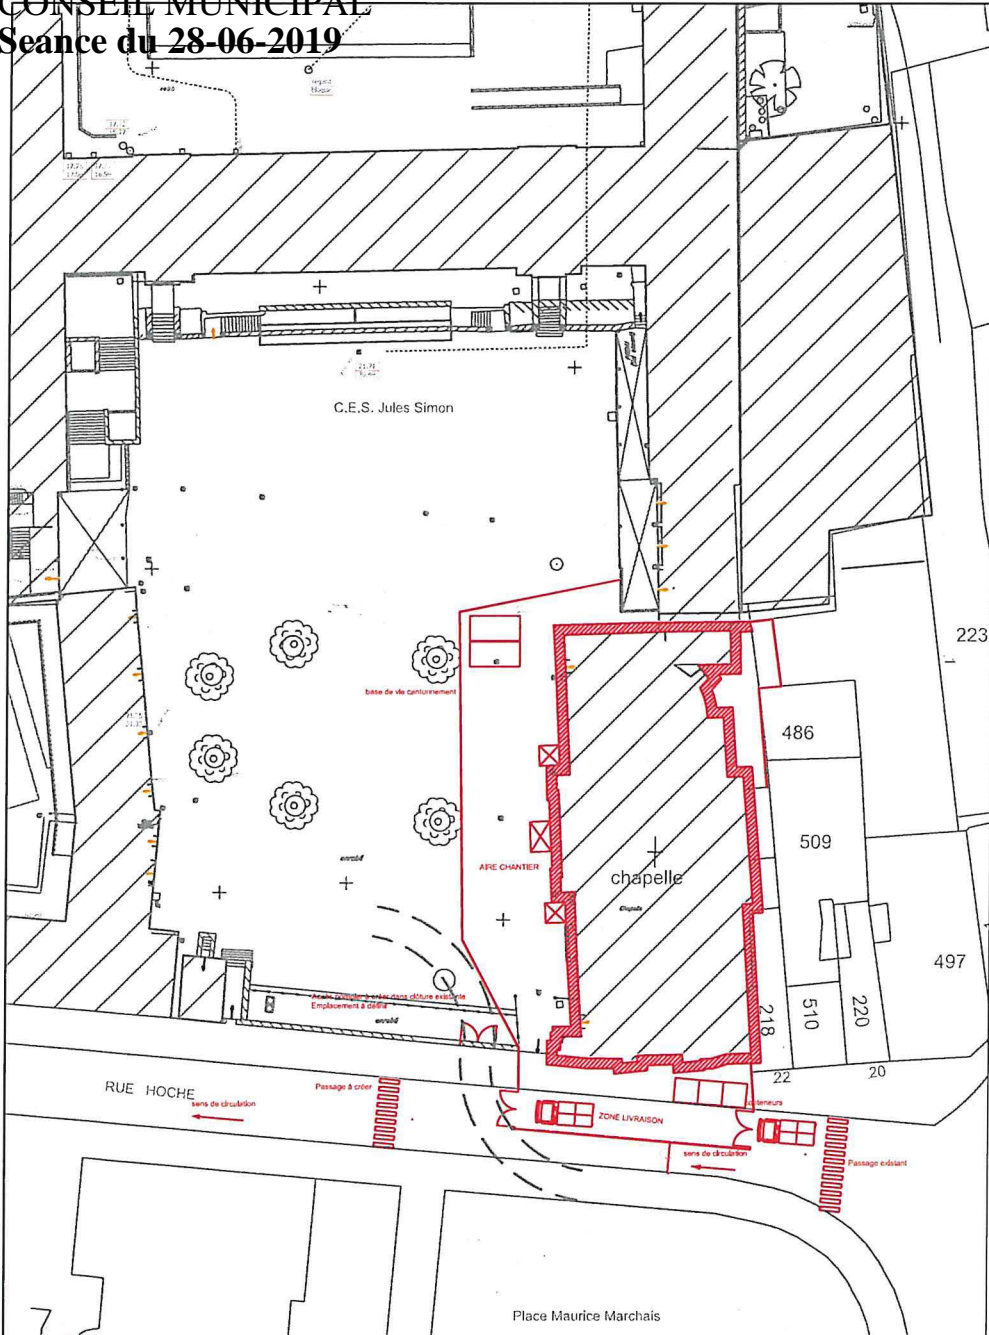 CONSEIL MUNICIPAL
Seance du 28-06-2019
C.E.S. Jules Simon
223
base de vie cantonnement
486
509
AIRE CHANTIER
chapelle
enrobé
497
Accès pompier à créer dans clôture existante
Emplacement à définir
enrobé
218
510
220
22
20
RUE HOCHE
sens de circulation
Passage à créer
ZONE LIVRAISON
sens de circulation
Passage existant
Place Maurice Marchais